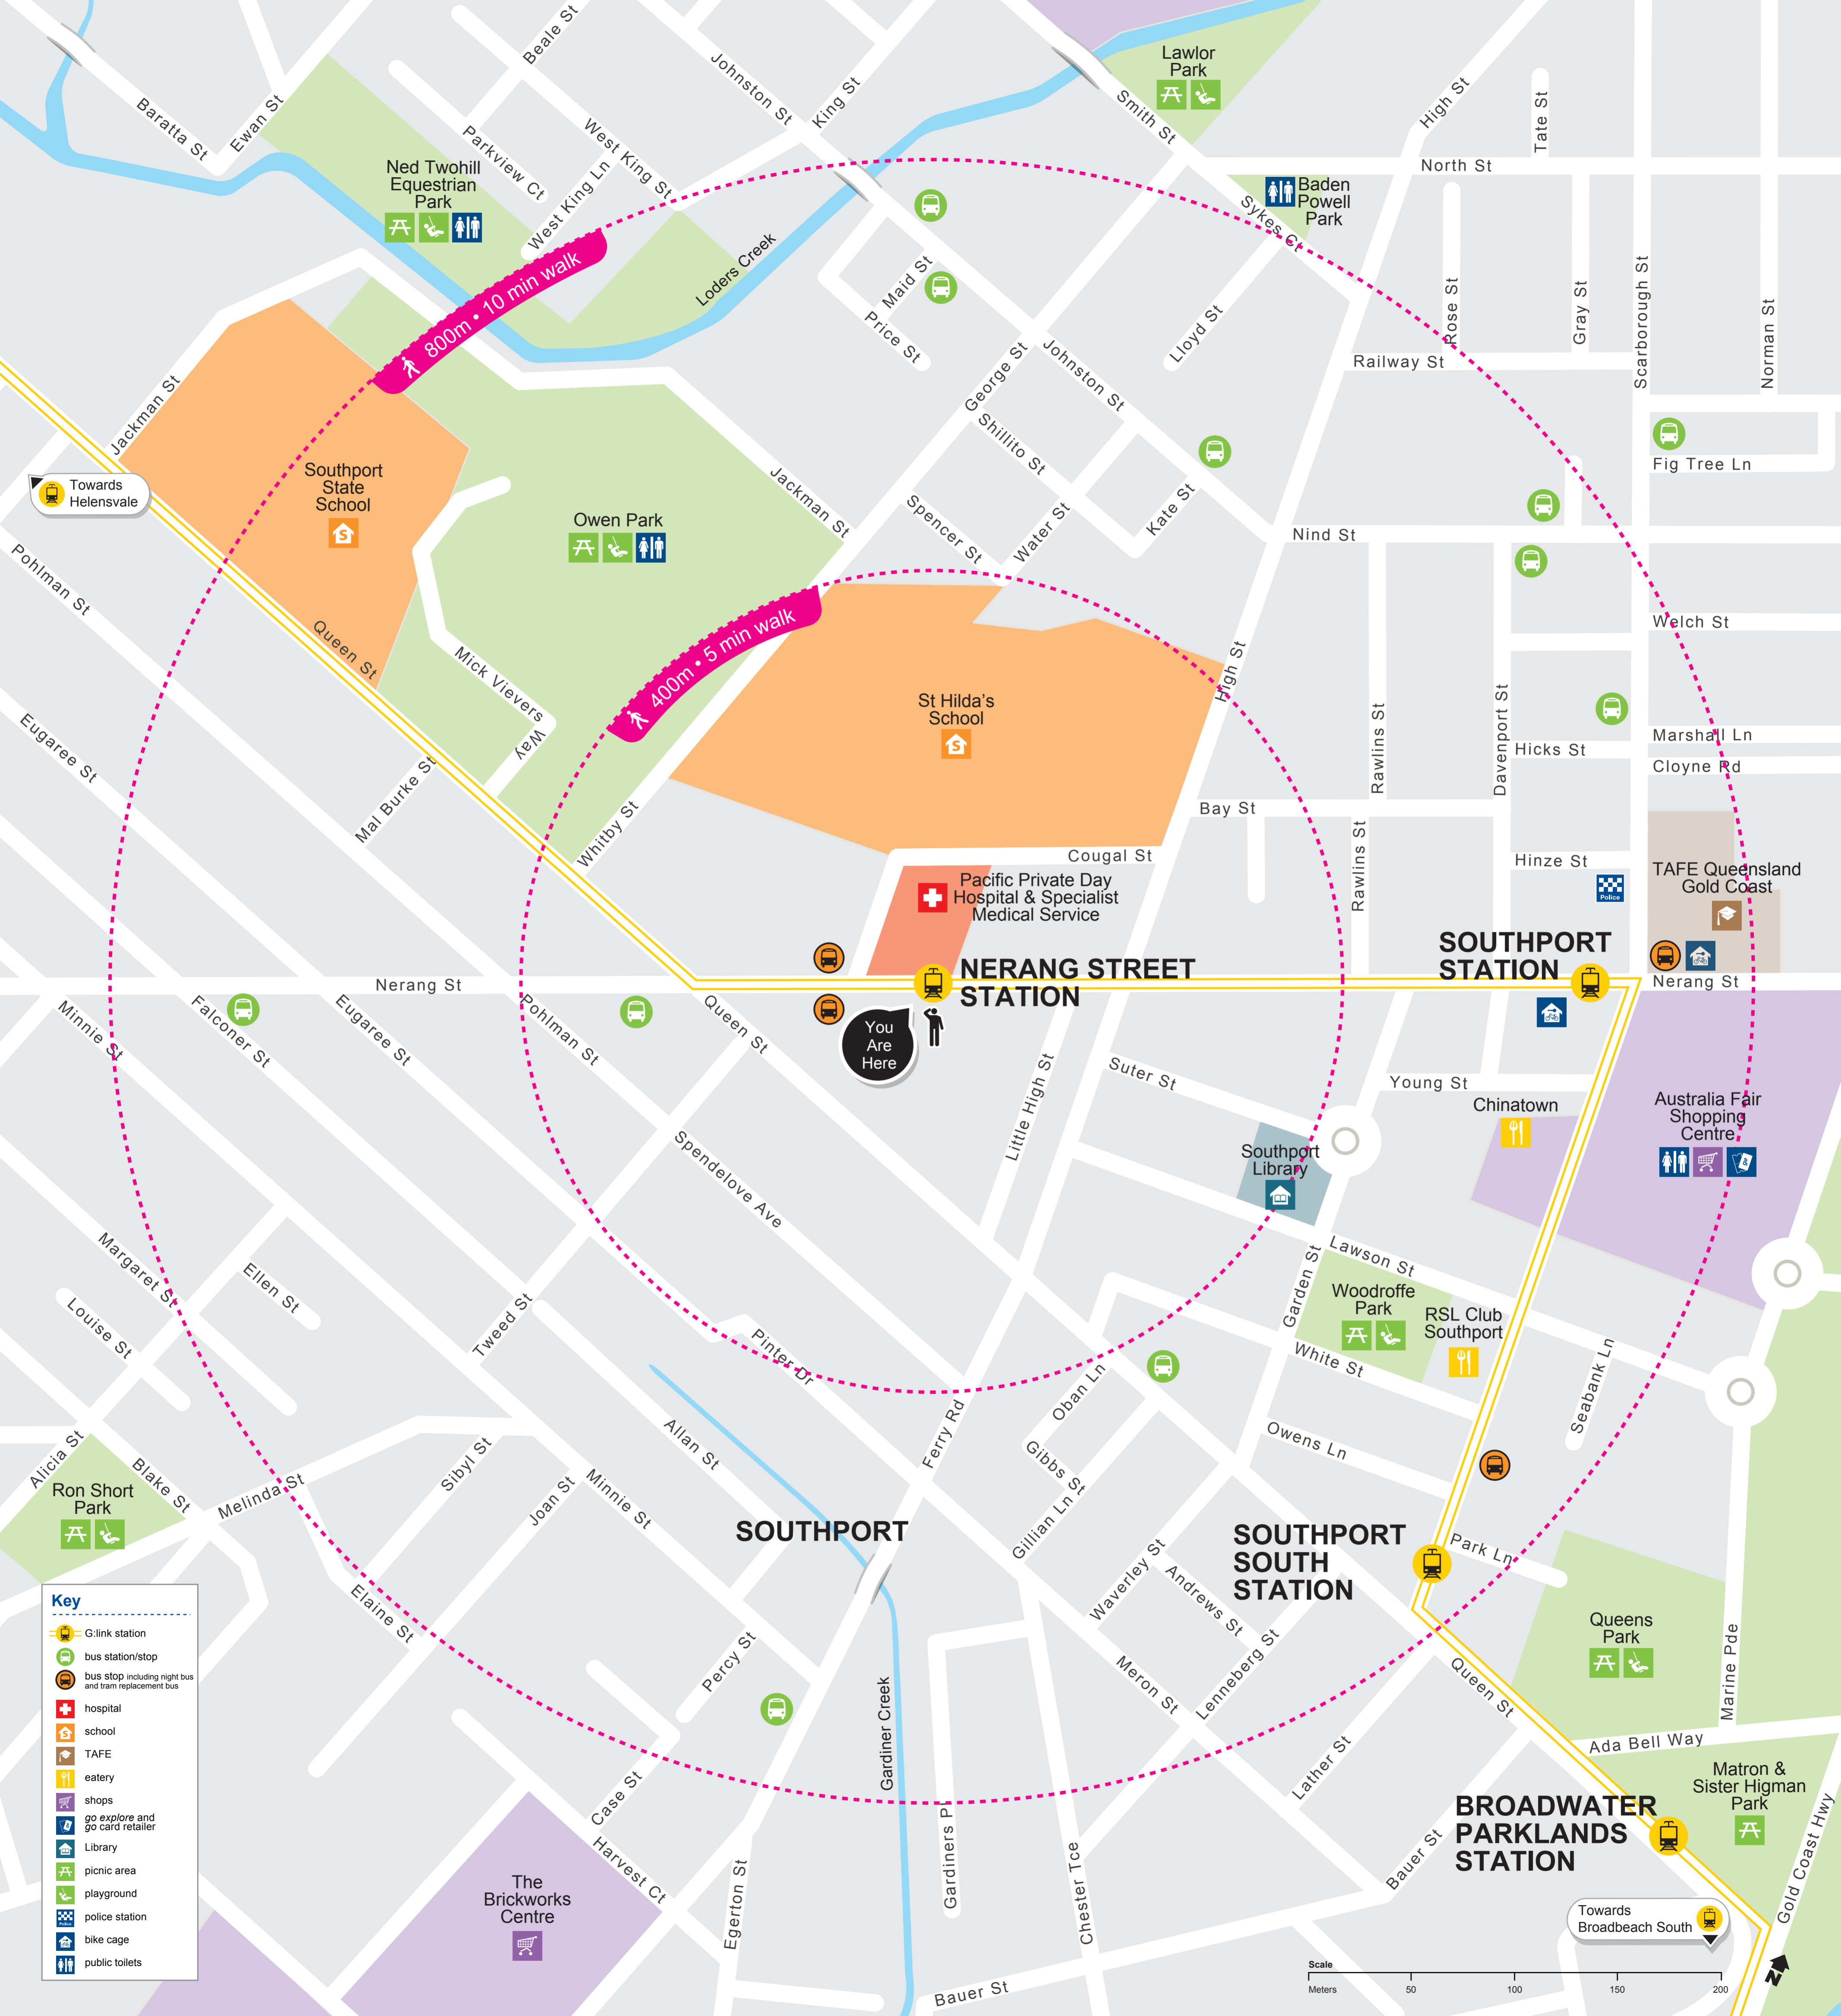 Beale St
Johnston St
King St
Lawlor
Park
Smith St
High St
Tate St
Baratta St
Ewan St
Parkview Ct
West King St
West King Ln
North St
Ned Twohill
Equestrian
Park
Baden
Powell
Park
Sykes Ct
800m • 10 min walk
Loders Creek
Maid St
Price St
Lloyd St
Rose St
Gray St
Scarborough St
Norman St
Railway St
George St
Johnston St
Jackman St
Shillito St
Fig Tree Ln
Towards
Helensvale
Southport
State
School
S
Owen Park
Jackman St
Spencer St
Water St
Kate St
Nind St
Pohlman St
Queen St
400m • 5 min walk
Welch St
Mick Vievers
Way
St Hilda's
School
S
High St
Rawlins St
Davenport St
Hicks St
Marshall Ln
Cloyne Rd
Eugaree St
Mal Burke St
Whitby St
Bay St
Cougal St
Rawlins St
Hinze St
Police
TAFE Queensland
Gold Coast
Pacific Private Day
Hospital & Specialist
Medical Service
NERANG STREET
STATION
SOUTHPORT
STATION
Nerang St
Nerang St
Minnie St
Falconer St
Eugaree St
Pohlman St
Queen St
You
Are
Here
Little High St
Suter St
Young St
Chinatown
Australia Fair
Shopping
Centre
Southport
Library
Spendelove Ave
Lawson St
Garden St
Woodroffe
Park
RSL Club
Southport
White St
Seabank Ln
Margaret St
Ellen St
Louise St
Tweed St
Pinter Dr
Oban Ln
Owens Ln
Alicia St
Blake St
Ron Short
Park
Melinda St
Sibyl St
Joan St
Minnie St
Allan St
Ferry Rd
Gibbs St
Gillian Ln
SOUTHPORT
SOUTHPORT
SOUTH
STATION
Park Ln
Waverley St
Andrews St
Lenneberg St
Elaine St
Percy St
Gardiner Creek
Meron St
Queen St
Queens
Park
Marine Pde
Ada Bell Way
Lather St
Matron &
Sister Higman
Park
BROADWATER
PARKLANDS
STATION
Gold Coast Hwy
Case St
Harvest Ct
Gardiners Pl
Chester Tce
Bauer St
The
Brickworks
Centre
Egerton St
Bauer St
Towards
Broadbeach South
N
Scale
Meters
50
100
150
200
Key
G:link station
bus station/stop
bus stop including night bus
and tram replacement bus
hospital
S
school
TAFE
eatery
shops
go explore and
go card retailer
Library
picnic area
playground
Police
police station
bike cage
public toilets